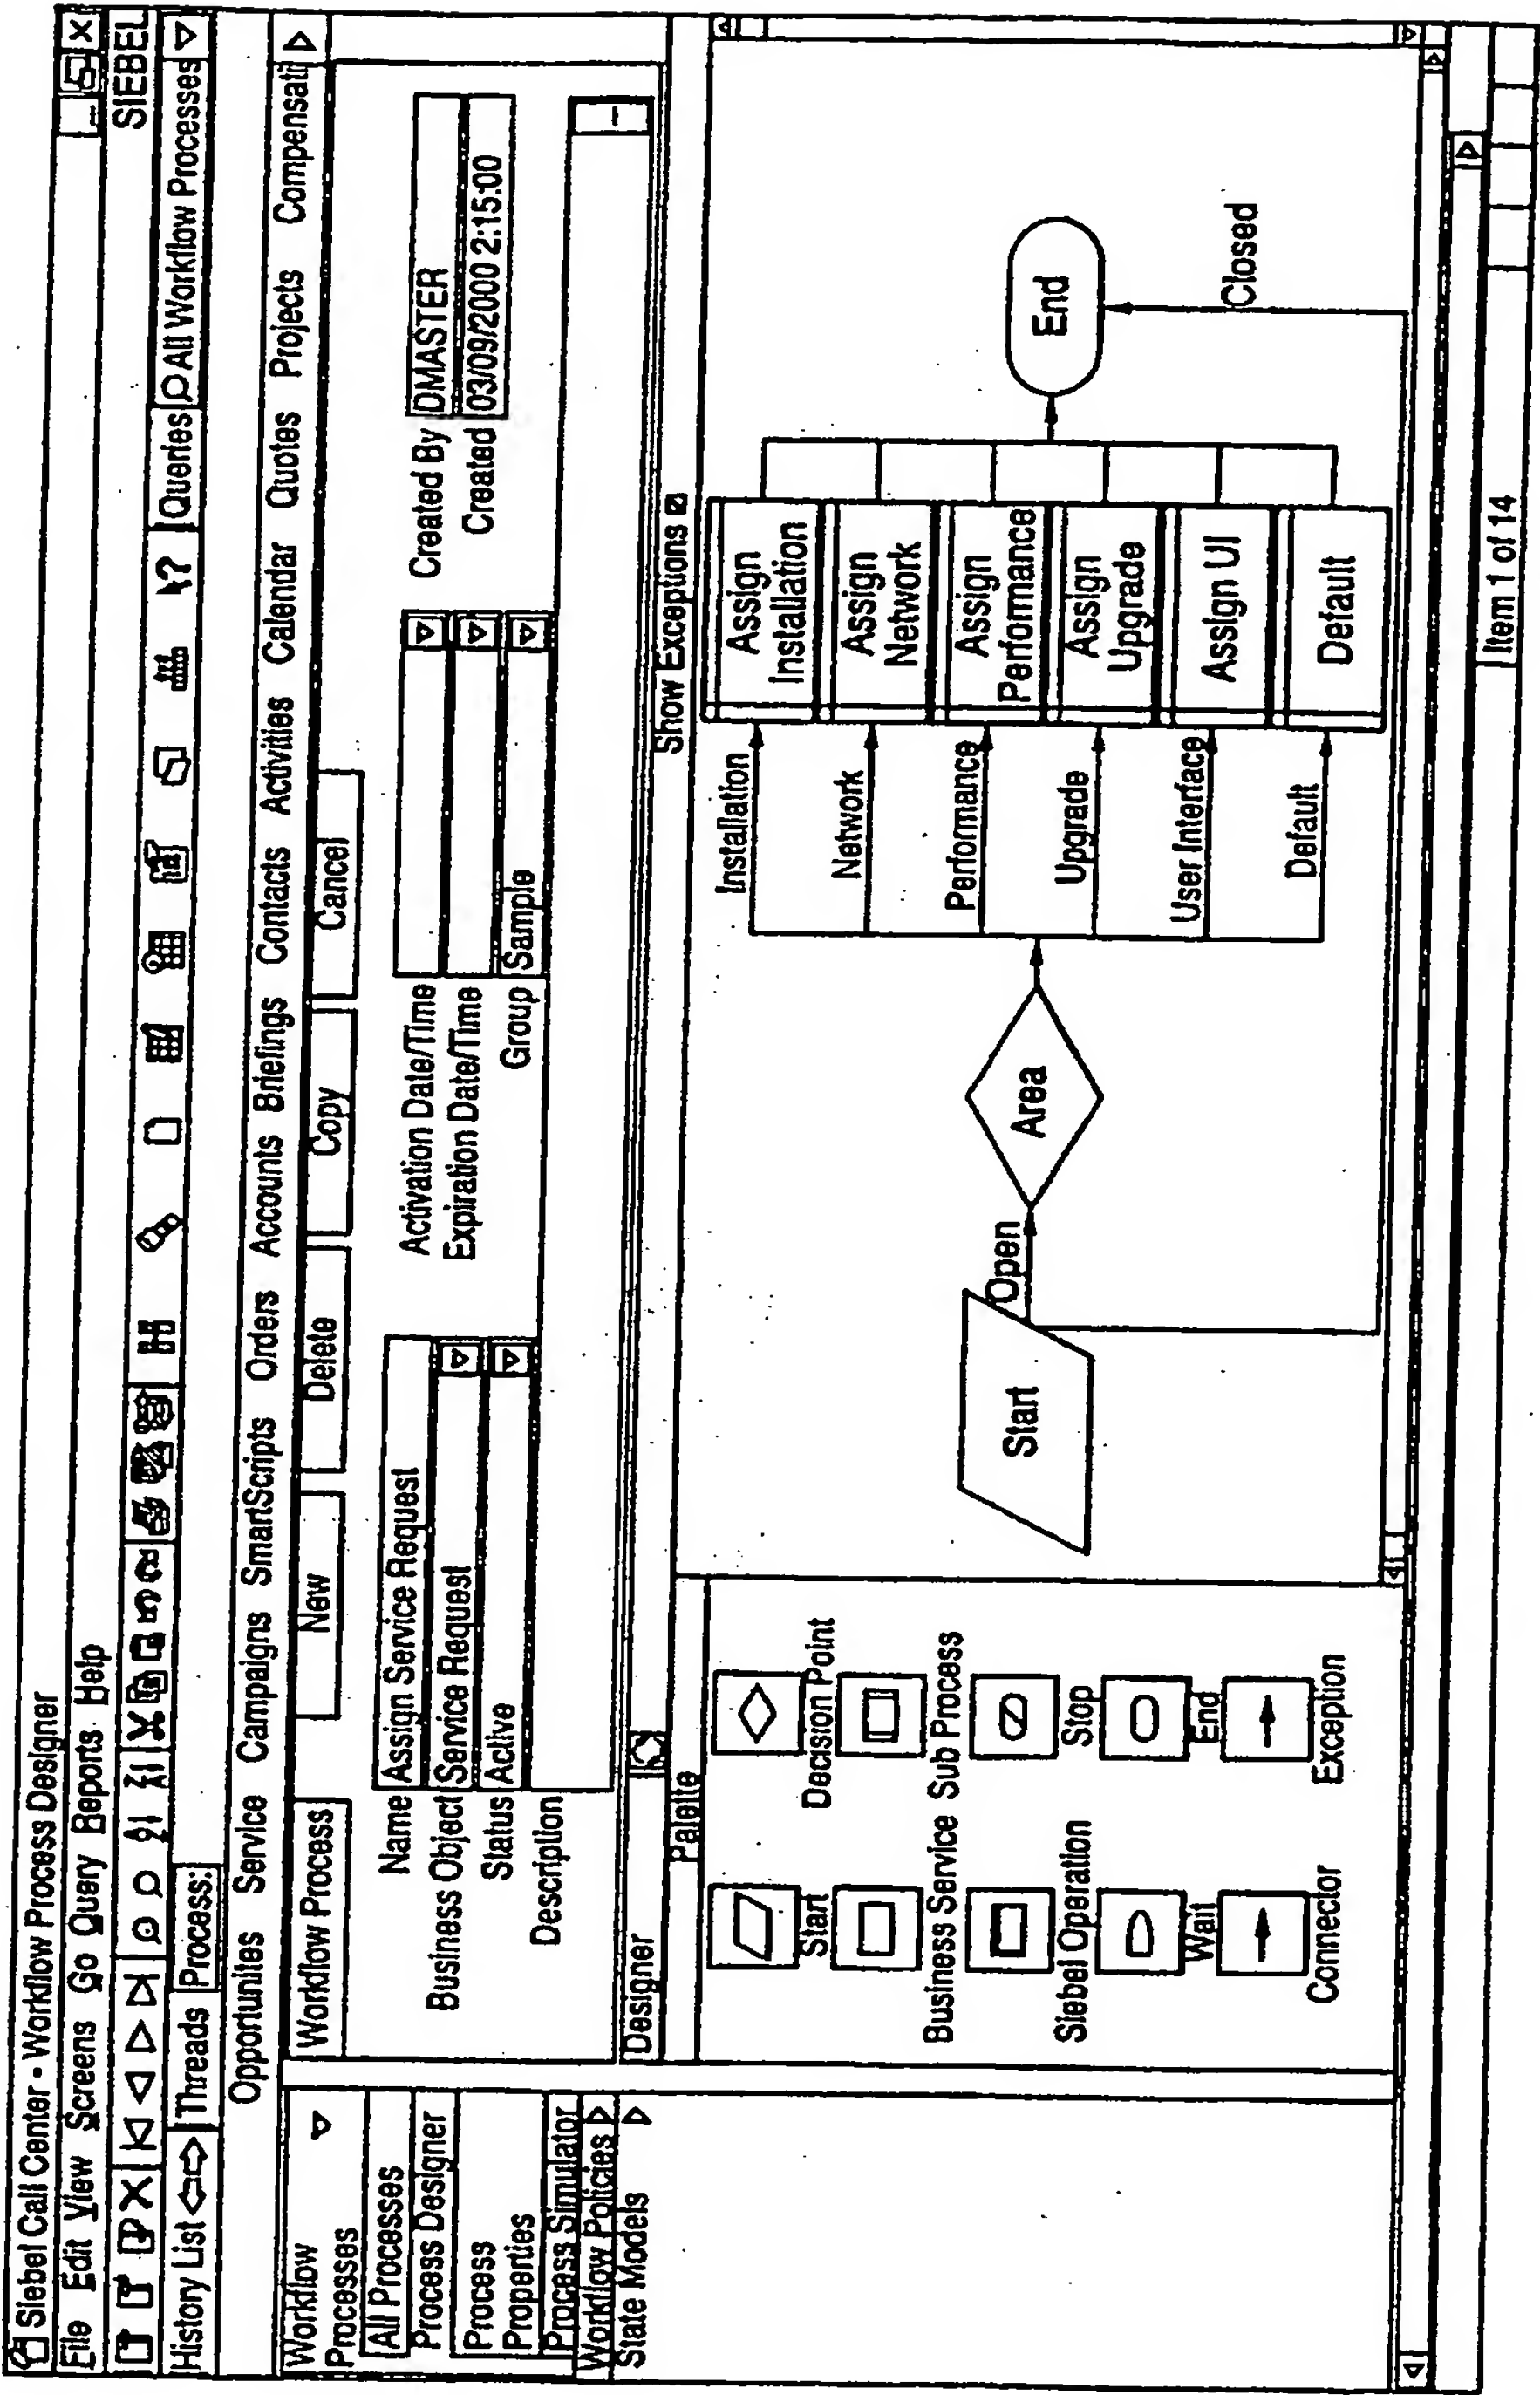 Siebel Call Center - Workflow Process Designer
File Edit View Screens Go Query Reports Help
SIEBEL
History List Threads Process: Queries All Workflow Processes
Opportunites Service Campaigns SmartScripts Orders Accounts Briefings Contacts Activities Calendar Quotes Projects Compensati
Workflow
Processes
All Processes
Process Designer
Process
Properties
Process Simulator
Workflow Policies
State Models
Workflow Process New Delete Copy Cancel
Name Assign Service Request
Business Object Service Request
Status Active
Description
Activation Date/Time
Expiration Date/Time
Group Sample
Created By DMASTER
Created 03/09/2000 2:15:00
Designer
Palette
Show Exceptions
Start
Decision Point
Business Service
Sub Process
Siebel Operation
Stop
Wait
End
Connector
Exception
Start
Open
Area
Installation
Network
Performance
Upgrade
User Interface
Default
Assign
Installation
Assign
Network
Assign
Performance
Assign
Upgrade
Assign UI
Default
End
Closed
Item 1 of 14